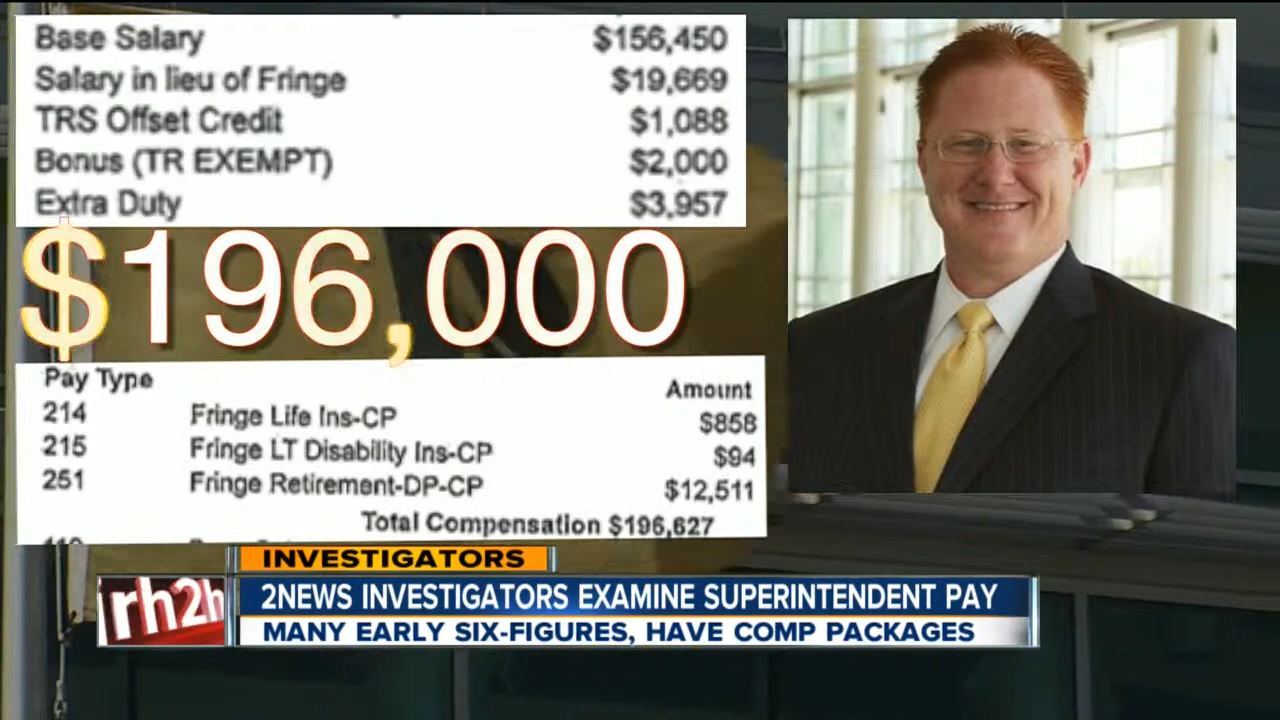 Base Salary $156,450
Salary in lieu of Fringe $19,669
TRS Offset Credit $1,088
Bonus (TR EXEMPT) $2,000
Extra Duty $3,957
$196,000
Pay Type Amount
214 Fringe Life Ins-CP $858
215 Fringe LT Disability Ins-CP $94
251 Fringe Retirement-DP-CP $12,511
Total Compensation $196,627
INVESTIGATORS
rh2h
2NEWS INVESTIGATORS EXAMINE SUPERINTENDENT PAY
MANY EARLY SIX-FIGURES, HAVE COMP PACKAGES